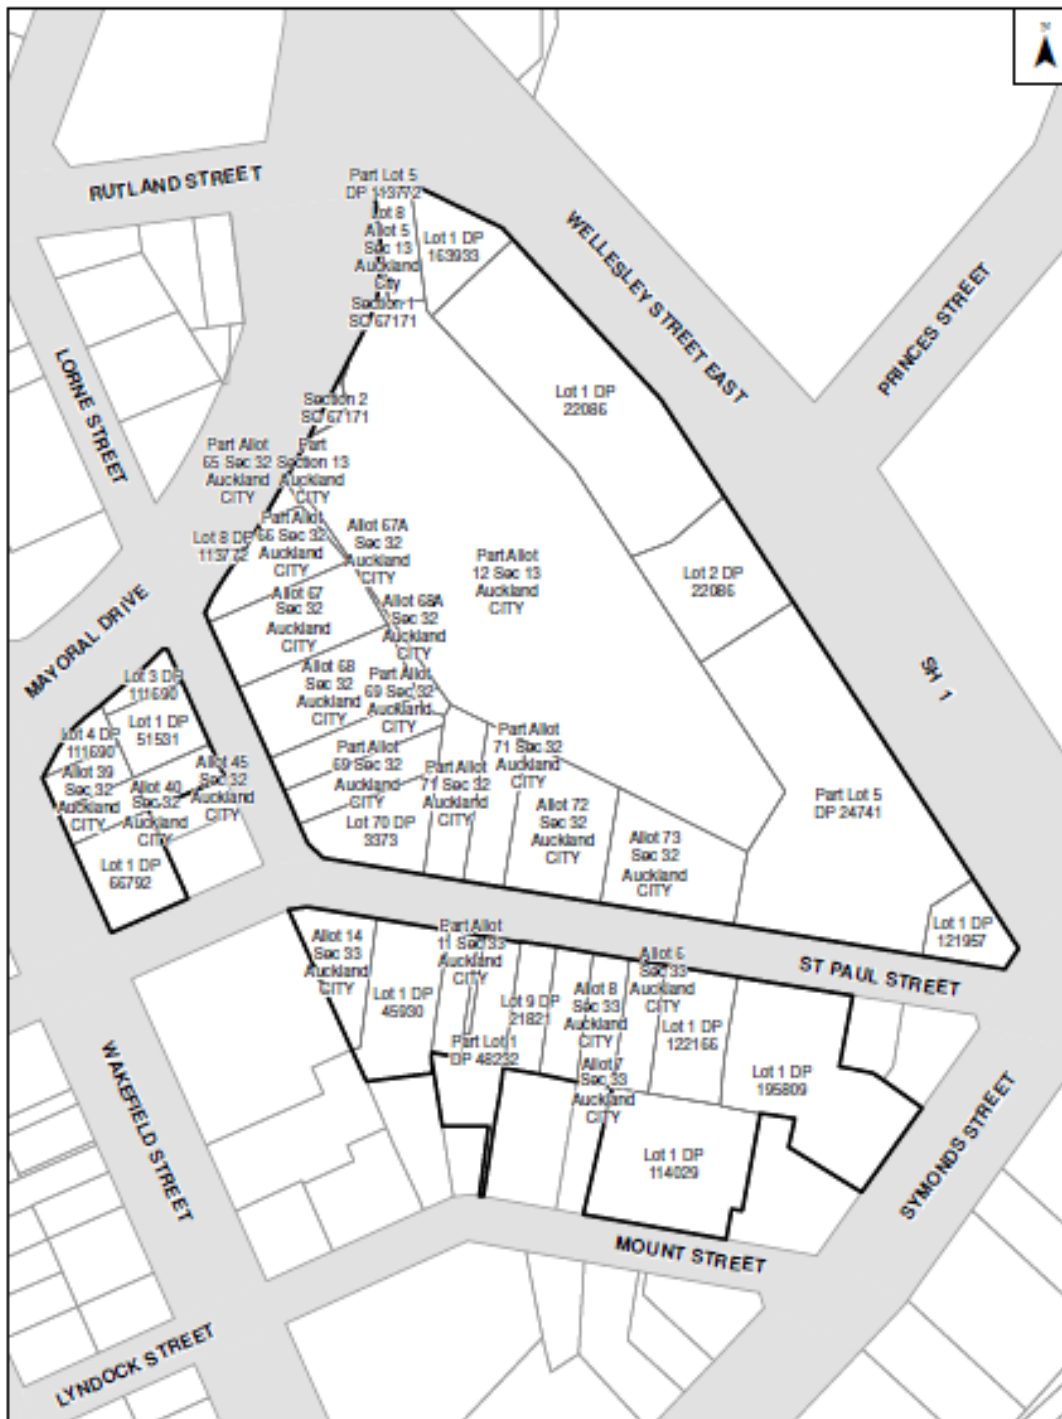 N
RUTLAND STREET
Part Lot 5
DP 113772
Lot 8
Allot 5
Sec 13
Auckland
City
Section 1
SO 67171
Lot 1 DP
163933
WELLESLEY STREET EAST
PRINCES STREET
LORNE STREET
Lot 1 DP
22086
Section 2
SO 67171
Part Allot
65 Sec 32
Auckland
CITY
Part
Section 13
Auckland
CITY
Lot 8 DP
113772
Part Allot
66 Sec 32
Auckland
CITY
Allot 67A
Sec 32
Auckland
CITY
Part Allot
12 Sec 13
Auckland
CITY
Lot 2 DP
22086
MAYORAL DRIVE
Allot 67
Sec 32
Auckland
CITY
Allot 68A
Sec 32
Auckland
CITY
SH 1
Lot 3 DP
111690
Allot 68
Sec 32
Auckland
CITY
Part Allot
69 Sec 32
Auckland
CITY
Lot 4 DP
111690
Lot 1 DP
51531
Part Allot
69 Sec 32
Auckland
CITY
Part Allot
71 Sec 32
Auckland
CITY
Part Allot
71 Sec 32
Auckland
CITY
Allot 39
Sec 32
Auckland
CITY
Allot 40
Sec 32
Auckland
CITY
Allot 45
Sec 32
Auckland
CITY
Lot 70 DP
3373
Allot 72
Sec 32
Auckland
CITY
Allot 73
Sec 32
Auckland
CITY
Part Lot 5
DP 24741
Lot 1 DP
66792
Lot 1 DP
121957
ST PAUL STREET
Allot 14
Sec 33
Auckland
CITY
Lot 1 DP
45930
Part Allot
11 Sec 33
Auckland
CITY
Part Lot 1
DP 48232
Lot 9 DP
21821
Allot 8
Sec 33
Auckland
CITY
Allot 6
Sec 33
Auckland
CITY
Allot 7
Sec 33
Auckland
CITY
Lot 1 DP
122166
Lot 1 DP
195809
Lot 1 DP
114029
WAKEFIELD STREET
SYMONDS STREET
MOUNT STREET
LYNDOCK STREET